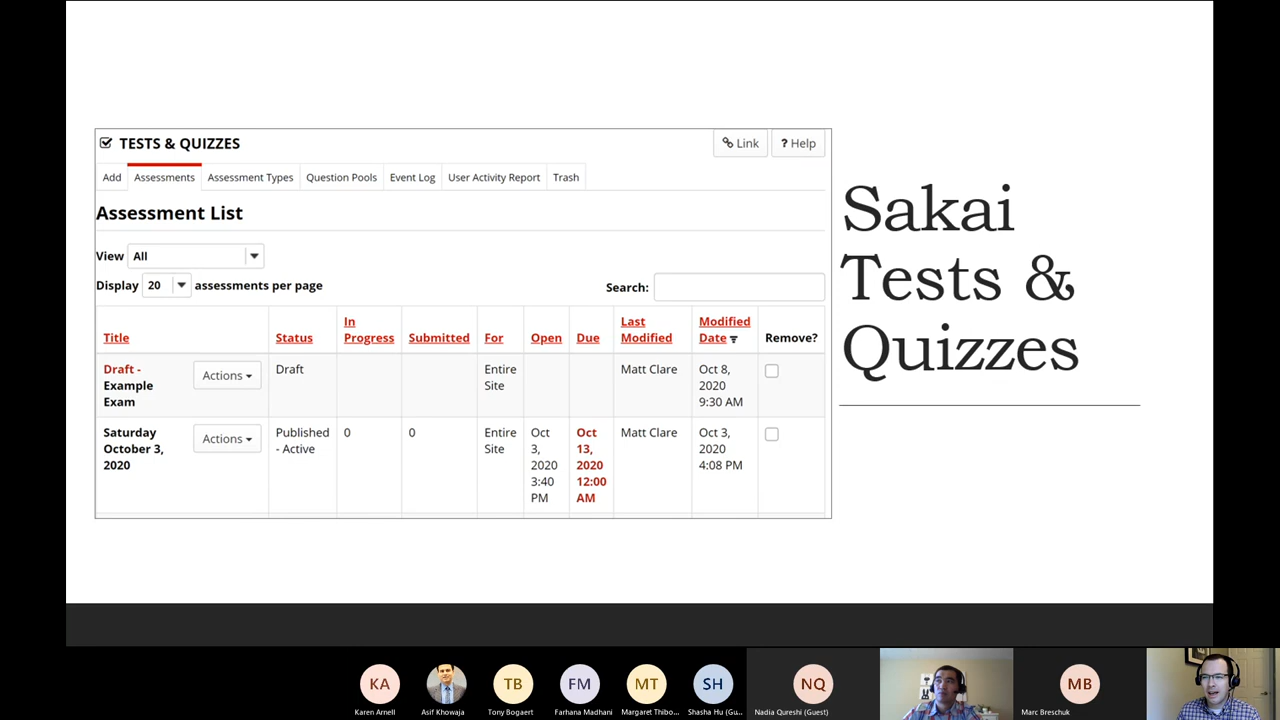 TESTS & QUIZZES
Link
? Help
Add
Assessments
Assessment Types
Question Pools
Event Log
User Activity Report
Trash
Assessment List
View
All
Display
20
assessments per page
Search:
Title
Status
In Progress
Submitted
For
Open
Due
Last Modified
Modified Date
Remove?
Draft -
Example
Exam
Actions
Draft
Entire
Site
Matt Clare
Oct 8,
2020
9:30 AM
Saturday
October 3,
2020
Actions
Published
- Active
0
0
Entire
Site
Oct
3,
2020
3:40
PM
Oct
13,
2020
12:00
AM
Matt Clare
Oct 3,
2020
4:08 PM
Sakai
Tests &
Quizzes
KA
Karen Arnell
Asif Khowaja
TB
Tony Bogaert
FM
Farhana Madhani
MT
Margaret Thibo...
SH
Shasha Hu (Gu...
NQ
Nadia Qureshi (Guest)
MB
Marc Breschuk